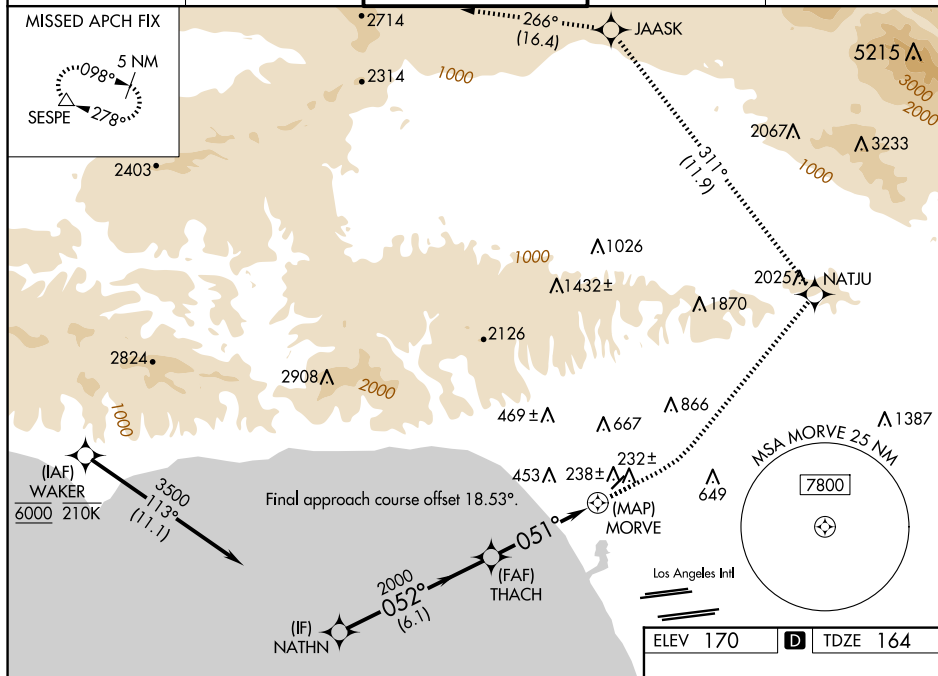 MISSED APCH FIX
098°
5 NM
SESPE
278°
2714
266°
(16.4)
JAASK
5215
3000
2000
2314
1000
2067
3233
1000
2403
311°
(11.9)
1026
1000
1432±
2025
NATJU
1870
2126
2824
2908
2000
1000
469±
667
866
1387
(IAF)
WAKER
6000 210K
3500
113°
(11.1)
453
238±
232±
649
Final approach course offset 18.53°.
(MAP)
MORVE
051°
MSA MORVE 25 NM
7800
(FAF)
THACH
2000
052°
(6.1)
(IF)
NATHN
Los Angeles Intl
ELEV 170 D TDZE 164